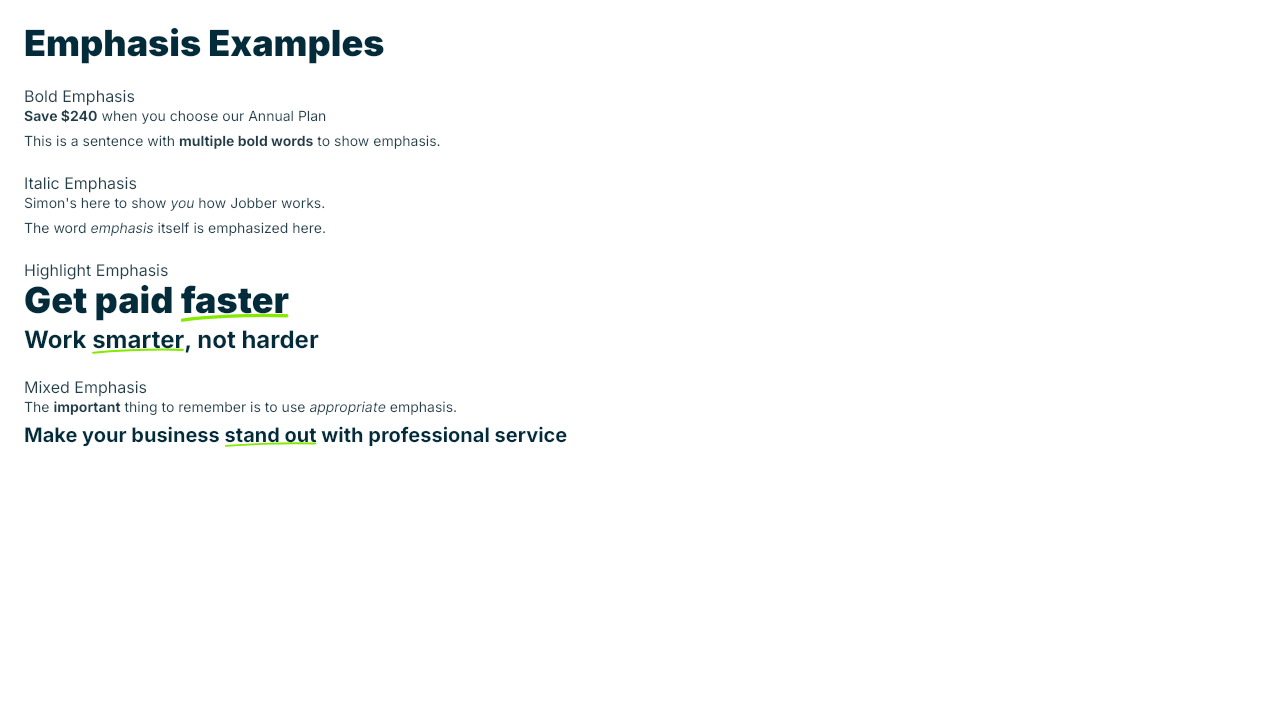 Emphasis Examples
Bold Emphasis
Save $240 when you choose our Annual Plan
This is a sentence with multiple bold words to show emphasis.
Italic Emphasis
Simon's here to show you how Jobber works.
The word emphasis itself is emphasized here.
Highlight Emphasis
Get paid faster
Work smarter, not harder
Mixed Emphasis
The important thing to remember is to use appropriate emphasis.
Make your business stand out with professional service